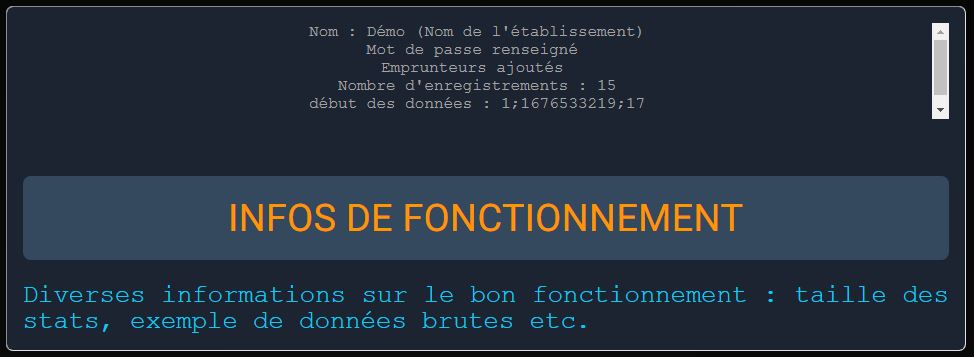 Nom : Démo (Nom de l'établissement)
Mot de passe renseigné
Emprunteurs ajoutés
Nombre d'enregistrements : 15
début des données : 1;1676533219;17
INFOS DE FONCTIONNEMENT
Diverses informations sur le bon fonctionnement : taille des
stats, exemple de données brutes etc.